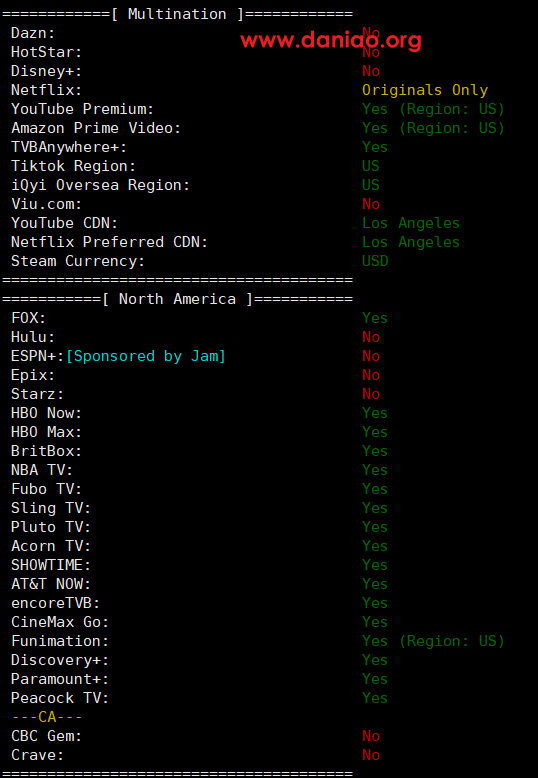 ============[ Multination ]============
www.daniao.org
Dazn: No
HotStar: No
Disney+: No
Netflix: Originals Only
YouTube Premium: Yes (Region: US)
Amazon Prime Video: Yes (Region: US)
TVBAnywhere+: Yes
Tiktok Region: US
iQyi Oversea Region: US
Viu.com: No
YouTube CDN: Los Angeles
Netflix Preferred CDN: Los Angeles
Steam Currency: USD
=======================================
===========[ North America ]===========
FOX: Yes
Hulu: No
ESPN+:[Sponsored by Jam] No
Epix: No
Starz: No
HBO Now: Yes
HBO Max: Yes
BritBox: Yes
NBA TV: Yes
Fubo TV: Yes
Sling TV: Yes
Pluto TV: Yes
Acorn TV: Yes
SHOWTIME: Yes
AT&T NOW: Yes
encoreTVB: Yes
CineMax Go: Yes
Funimation: Yes (Region: US)
Discovery+: Yes
Paramount+: Yes
Peacock TV: Yes
---CA---
CBC Gem: No
Crave: No
=======================================